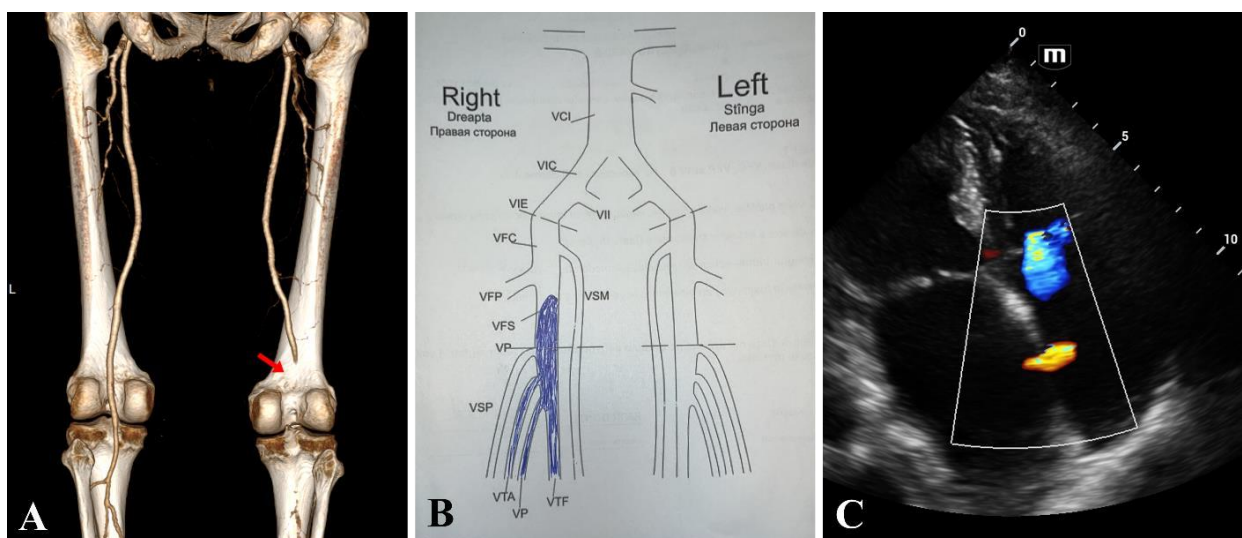 L
A
Right
Dreapta
Правая сторона
Left
Stînga
Левая сторона
VCI
VIC
VIE
VII
VFC
VFP
VSM
VFS
VP
VSP
VTA
VP
VTF
B
0
m
5
10
C